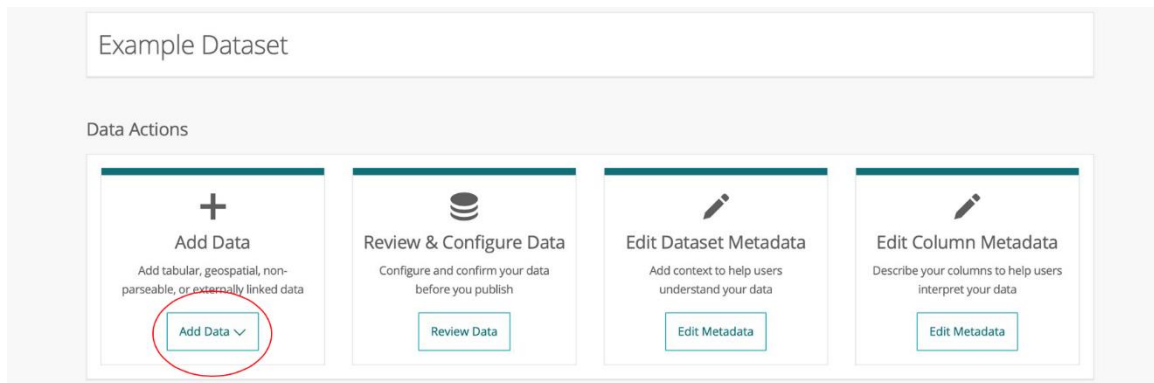 Example Dataset
Data Actions
Add Data
Add tabular, geospatial, non-
parseable, or externally linked data
Add Data
Review & Configure Data
Configure and confirm your data
before you publish
Review Data
Edit Dataset Metadata
Add context to help users
understand your data
Edit Metadata
Edit Column Metadata
Describe your columns to help users
interpret your data
Edit Metadata